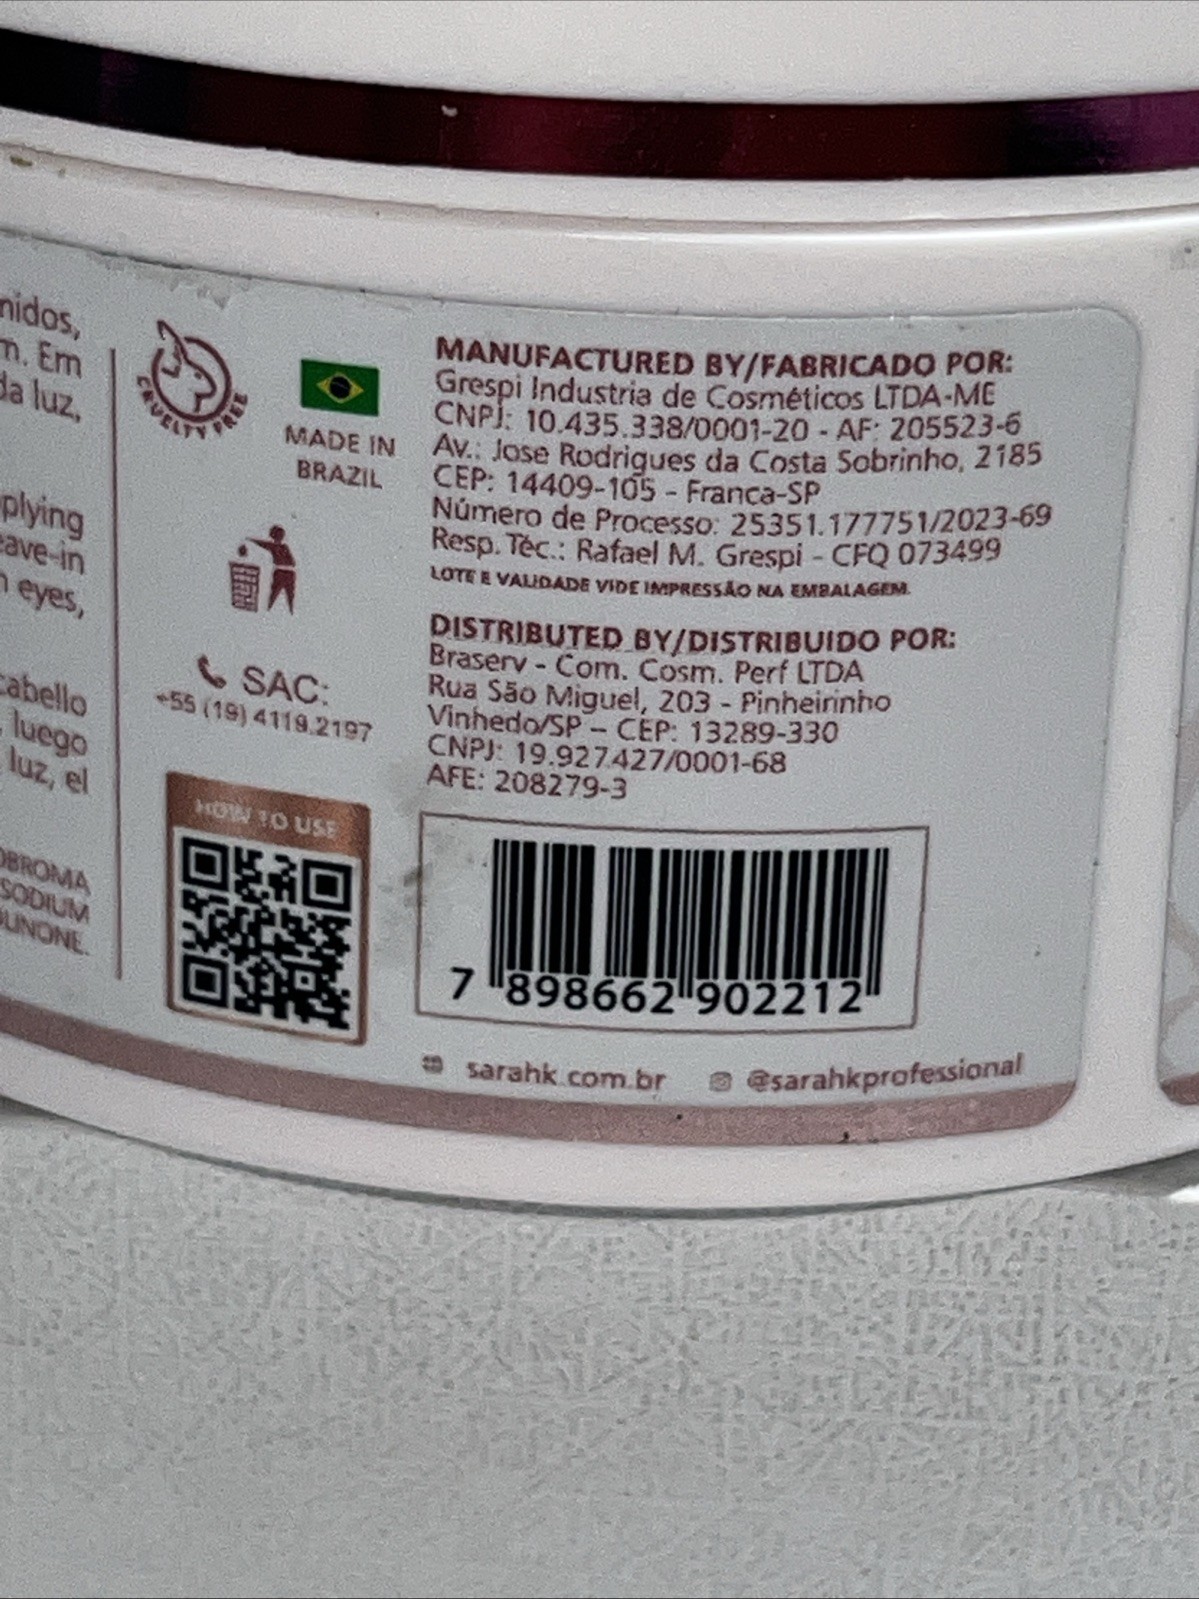 nidos,
m. Em
da luz,
plying
eave-in
n eyes,
cabello
, luego
luz, el
OBROMA
SODIUM
OLINONE.
CRUELTY FREE
MADE IN
BRAZIL
SAC:
+55 (19) 4119.2197
HOW TO USE
MANUFACTURED BY/FABRICADO POR:
Grespi Industria de Cosméticos LTDA-ME
CNPJ: 10.435.338/0001-20 - AF: 205523-6
Av.: Jose Rodrigues da Costa Sobrinho, 2185
CEP: 14409-105 - Franca-SP
Número de Processo: 25351.177751/2023-69
Resp. Téc.: Rafael M. Grespi - CFQ 073499
LOTE E VALIDADE VIDE IMPRESSÃO NA EMBALAGEM.
DISTRIBUTED BY/DISTRIBUIDO POR:
Braserv - Com. Cosm. Perf LTDA
Rua São Miguel, 203 - Pinheirinho
Vinhedo/SP – CEP: 13289-330
CNPJ: 19.927.427/0001-68
AFE: 208279-3
7 898662 902212
sarahk.com.br @sarahkprofessional